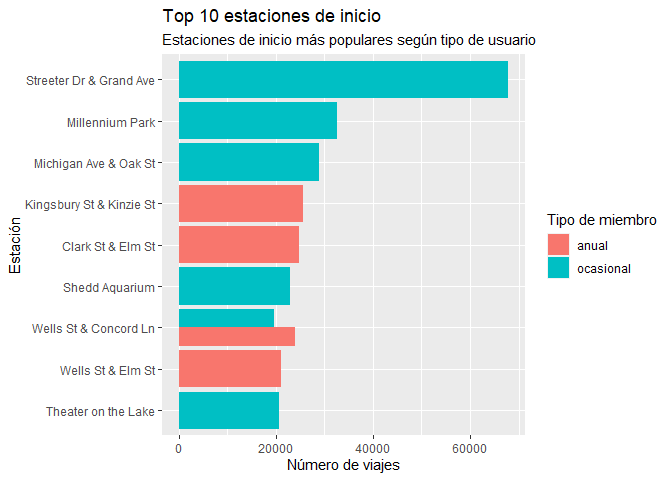 Top 10 estaciones de inicio
Estaciones de inicio más populares según tipo de usuario
Estación
Streeter Dr & Grand Ave
Millennium Park
Michigan Ave & Oak St
Kingsbury St & Kinzie St
Clark St & Elm St
Shedd Aquarium
Wells St & Concord Ln
Wells St & Elm St
Theater on the Lake
0 20000 40000 60000
Número de viajes
Tipo de miembro
anual
ocasional